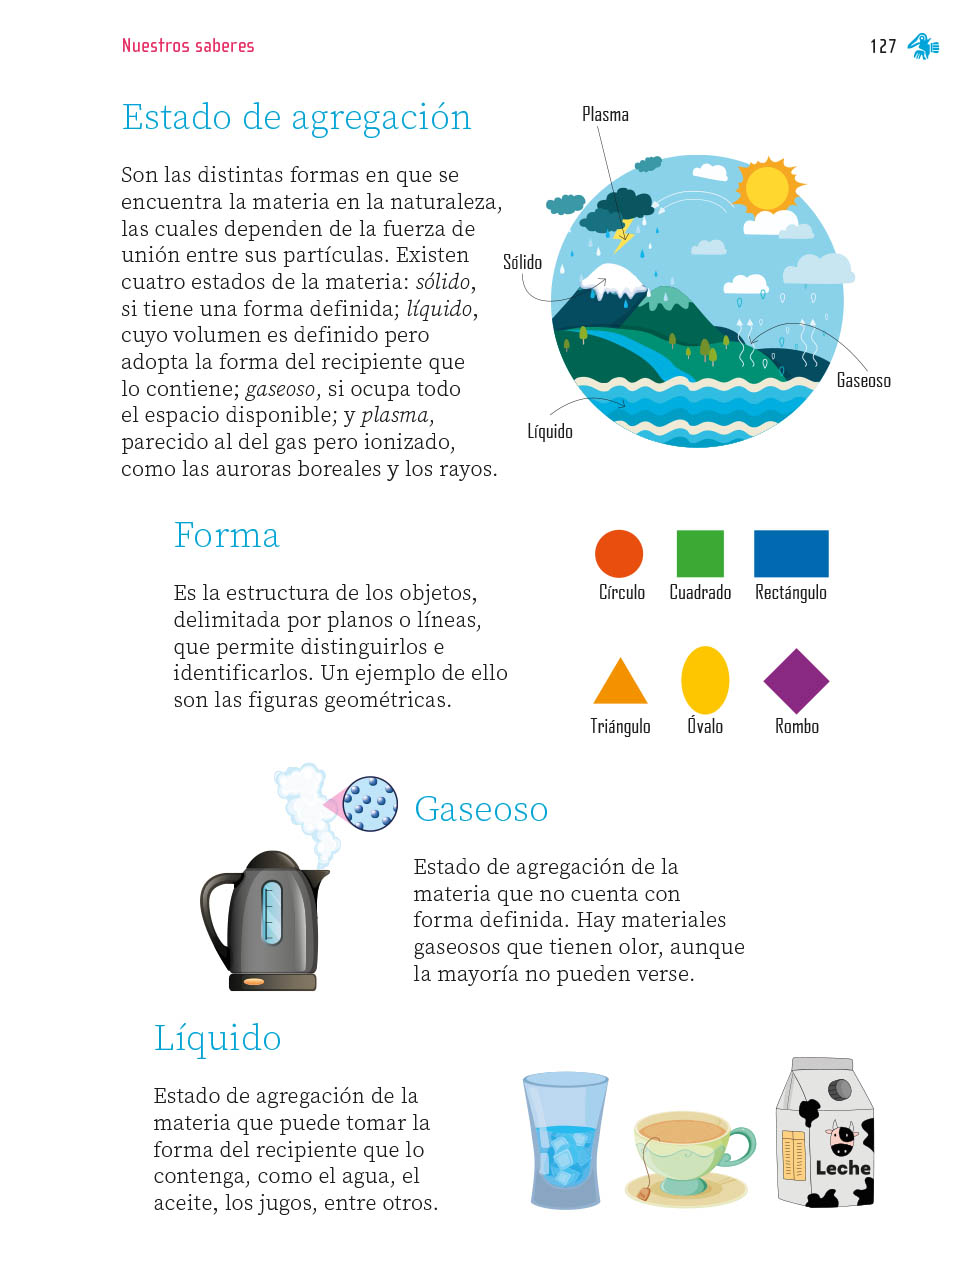 Nuestros saberes
127
Estado de agregación
Son las distintas formas en que se
encuentra la materia en la naturaleza,
las cuales dependen de la fuerza de
unión entre sus partículas. Existen
cuatro estados de la materia: sólido,
si tiene una forma definida; líquido,
cuyo volumen es definido pero
adopta la forma del recipiente que
lo contiene; gaseoso, si ocupa todo
el espacio disponible; y plasma,
parecido al del gas pero ionizado,
como las auroras boreales y los rayos.
Plasma
Sólido
Gaseoso
Líquido
Forma
Es la estructura de los objetos,
delimitada por planos o líneas,
que permite distinguirlos e
identificarlos. Un ejemplo de ello
son las figuras geométricas.
Círculo Cuadrado Rectángulo
Triángulo Óvalo Rombo
Gaseoso
Estado de agregación de la
materia que no cuenta con
forma definida. Hay materiales
gaseosos que tienen olor, aunque
la mayoría no pueden verse.
Líquido
Estado de agregación de la
materia que puede tomar la
forma del recipiente que lo
contenga, como el agua, el
aceite, los jugos, entre otros.
Leche